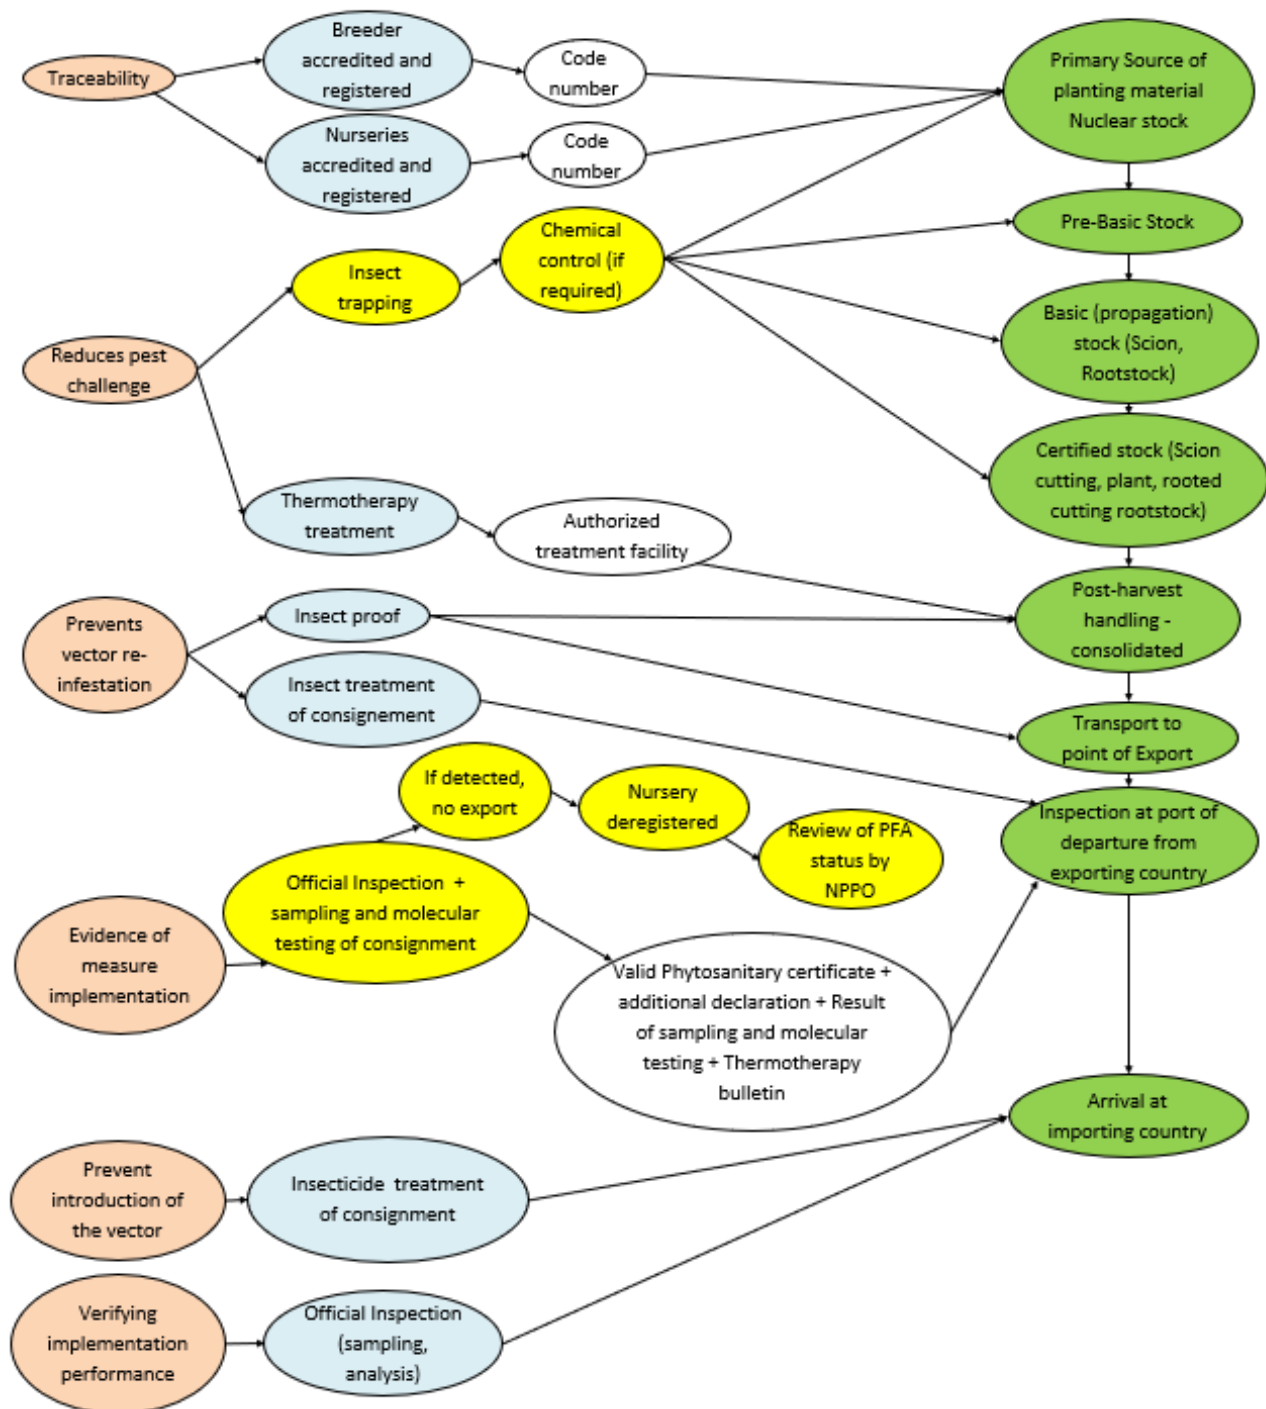 Traceability
Breeder
accredited and
registered
Code
number
Primary Source of
planting material
Nuclear stock
Nurseries
accredited and
registered
Code
number
Pre-Basic Stock
Reduces pest
challenge
Insect
trapping
Chemical
control (if
required)
Basic (propagation)
stock (Scion,
Rootstock)
Certified stock (Scion
cutting, plant, rooted
cutting rootstock)
Thermotherapy
treatment
Authorized
treatment facility
Post-harvest
handling -
consolidated
Prevents
vector re-
infestation
Insect proof
Insect treatment
of consignement
Transport to
point of Export
If detected,
no export
Nursery
deregistered
Review of PFA
status by
NPPO
Inspection at port of
departure from
exporting country
Evidence of
measure
implementation
Official Inspection +
sampling and molecular
testing of consignment
Valid Phytosanitary certificate +
additional declaration + Result
of sampling and molecular
testing + Thermotherapy
bulletin
Arrival at
importing country
Prevent
introduction of
the vector
Insecticide treatment
of consignment
Verifying
implementation
performance
Official Inspection
(sampling,
analysis)